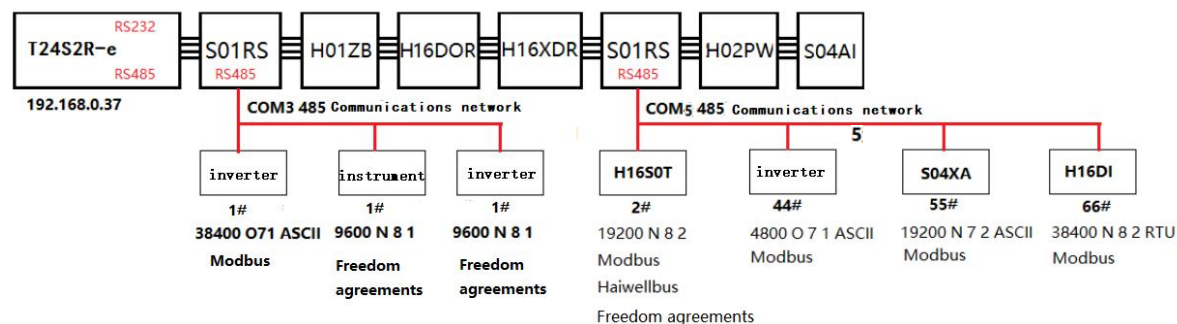 RS232
T24S2R-e
RS485
S01RS
RS485
H01ZB
H16DOR
H16XDR
S01RS
RS485
H02PW
S04AI
192.168.0.37
COM3 485 Communications network
COM5 485 Communications network
5
inverter
instrument
inverter
H16S0T
inverter
S04XA
H16DI
1#
1#
1#
2#
44#
55#
66#
38400 O71 ASCII
Modbus
9600 N 8 1
Freedom
agreements
9600 N 8 1
Freedom
agreements
19200 N 8 2
Modbus
Haiwellbus
Freedom agreements
4800 O 7 1 ASCII
Modbus
19200 N 7 2 ASCII
Modbus
38400 N 8 2 RTU
Modbus